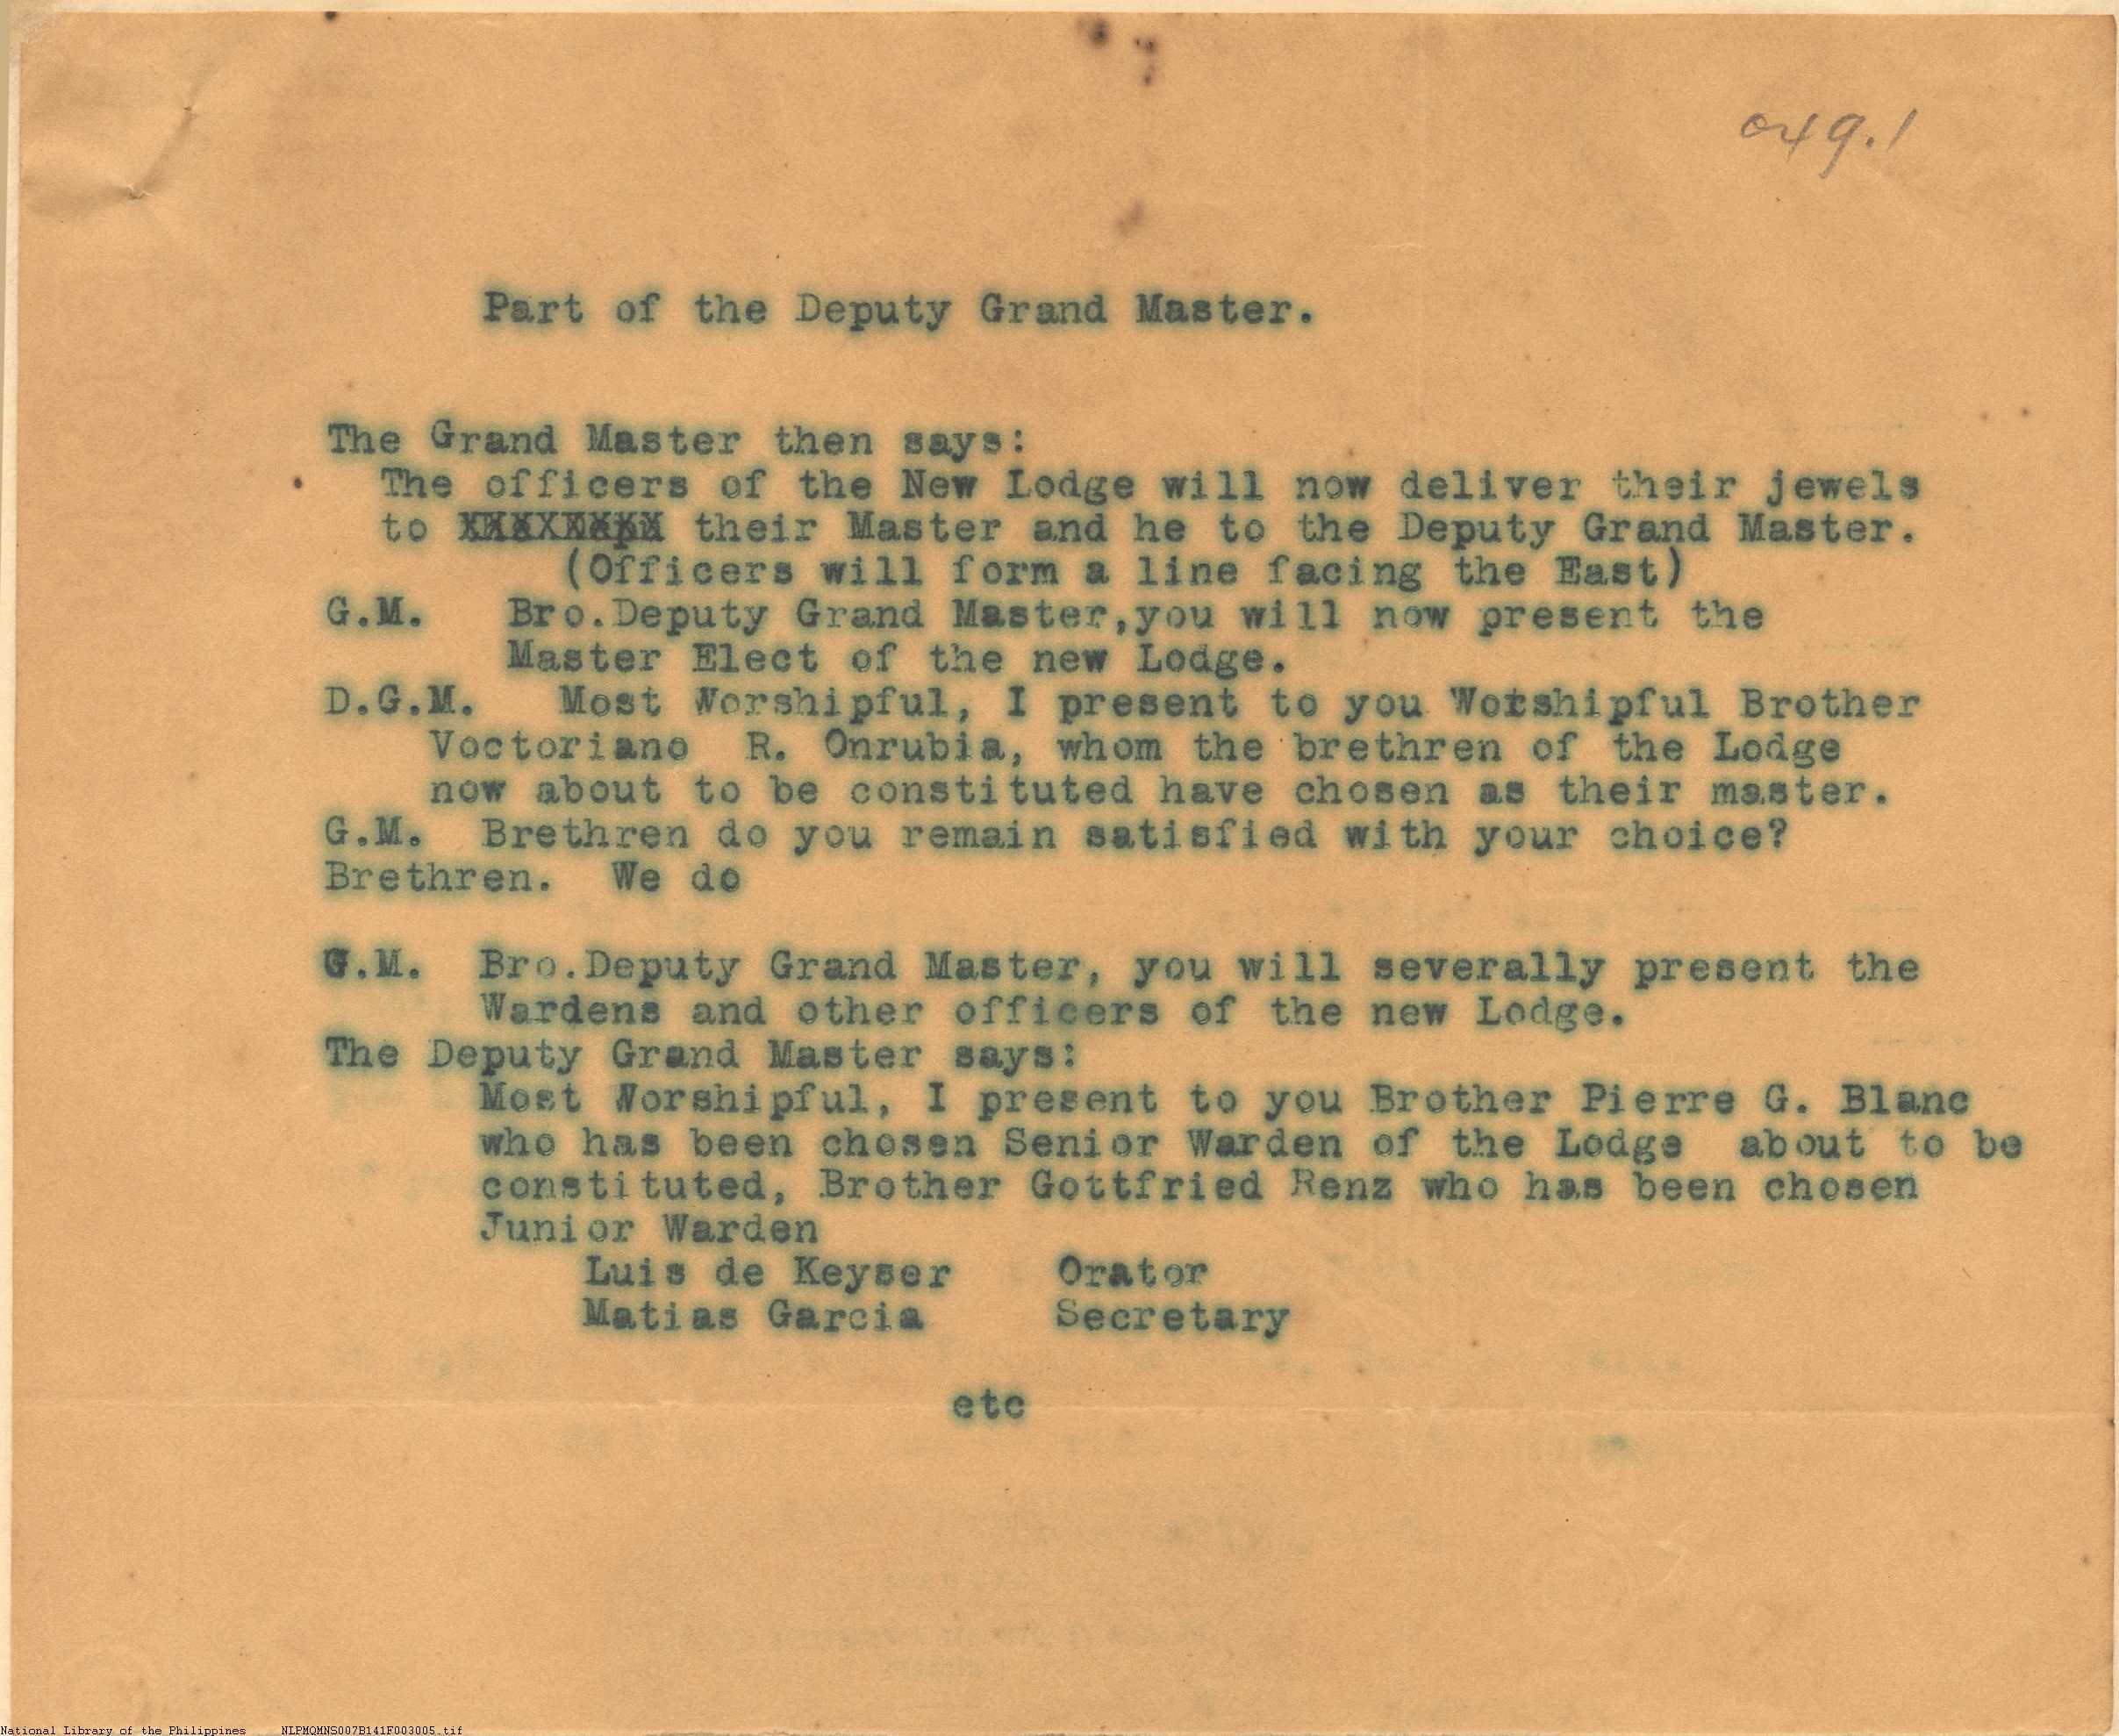 049.1
Part of the Deputy Grand Master.
The Grand Master then says:
The officers of the New Lodge will now deliver their jewels
to their Master and he to the Deputy Grand Master.
(Officers will form a line facing the East)
G.M. Bro.Deputy Grand Master,you will now present the
Master Elect of the new Lodge.
D.G.M. Most Worshipful, I present to you Worshipful Brother
Voctoriano R. Onrubia, whom the brethren of the Lodge
now about to be constituted have chosen as their master.
G.M. Brethren do you remain satisfied with your choice?
Brethren. We do
G.M. Bro.Deputy Grand Master, you will severally present the
Wardens and other officers of the new Lodge.
The Deputy Grand Master says:
Most Worshipful, I present to you Brother Pierre G. Blanc
who has been chosen Senior Warden of the Lodge about to be
constituted, Brother Gottfried Renz who has been chosen
Junior Warden
Luis de Keyser Orator
Matias Garcia Secretary
etc
National Library of the Philippines NLPMQMNS007B141F003005.tif